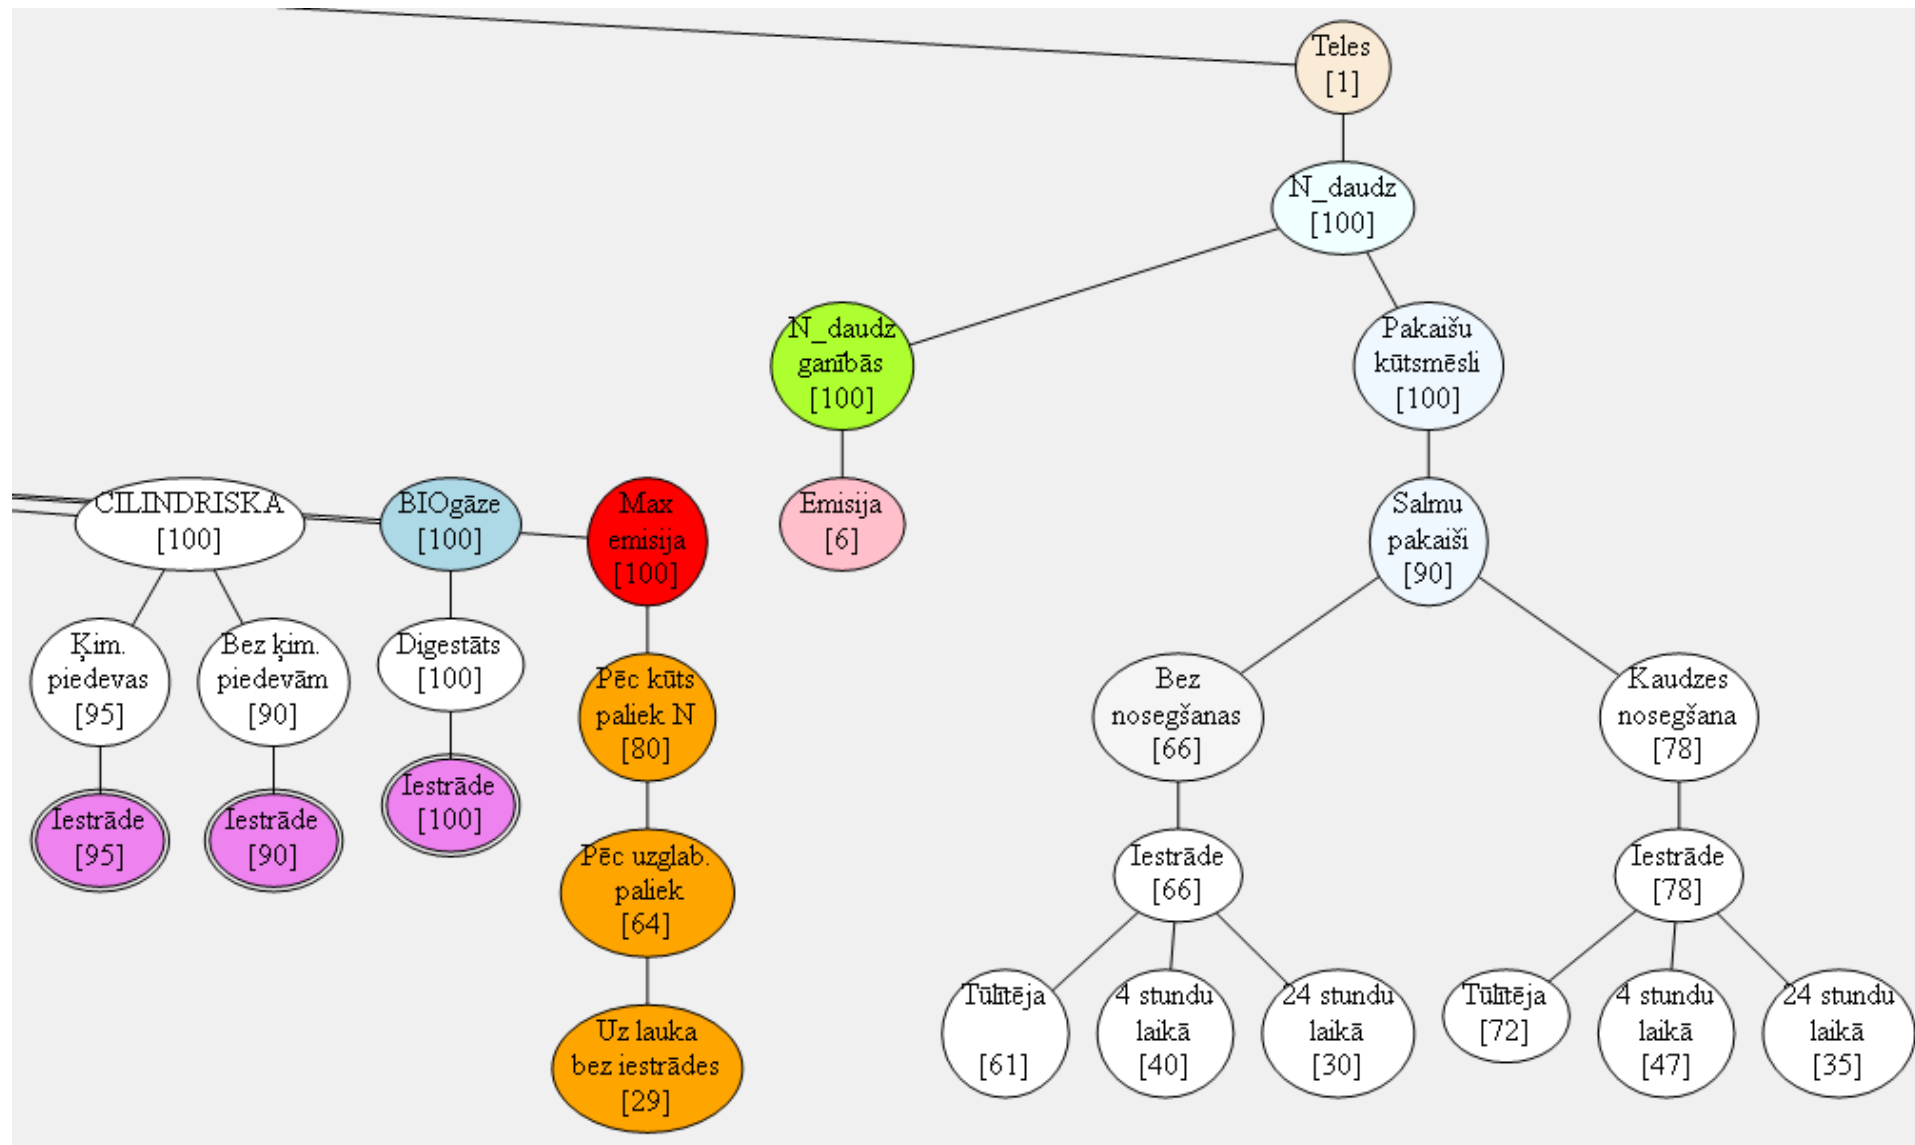 Teles
[1]
N_daudz
[100]
N_daudz
ganībās
[100]
Pakaišu
kūtsmēsli
[100]
CILINDRISKA
[100]
BIOgāze
[100]
Max
emisija
[100]
Emisija
[6]
Salmu
pakaiši
[90]
Ķim.
piedevas
[95]
Bez ķim.
piedevām
[90]
Digestāts
[100]
Pēc kūts
paliek N
[80]
Bez
nosegšanas
[66]
Kaudzes
nosegšana
[78]
Iestrāde
[95]
Iestrāde
[90]
Iestrāde
[100]
Pēc uzglab.
paliek
[64]
Iestrāde
[66]
Iestrāde
[78]
Uz lauka
bez iestrādes
[29]
Tūlītēja
[61]
4 stundu
laikā
[40]
24 stundu
laikā
[30]
Tūlītēja
[72]
4 stundu
laikā
[47]
24 stundu
laikā
[35]